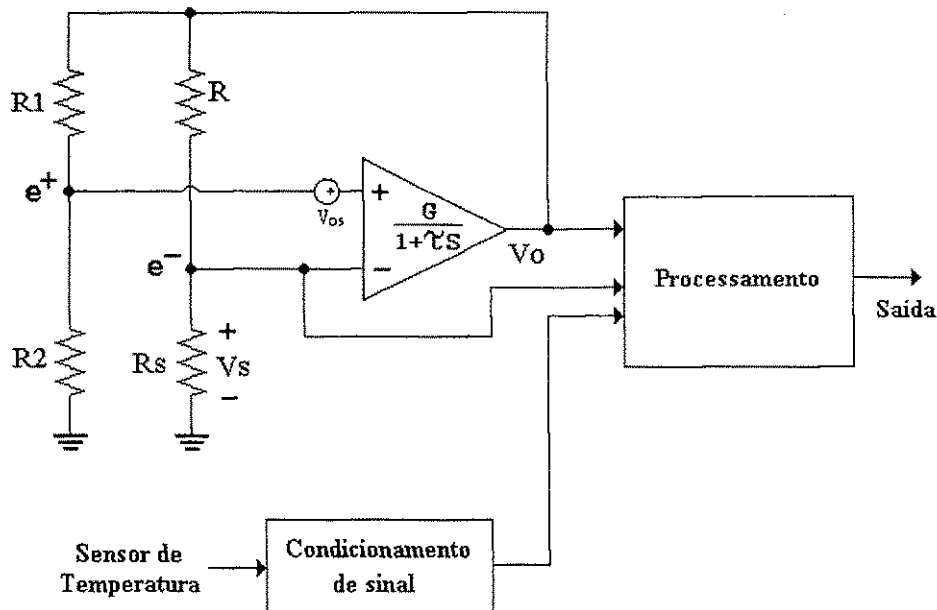 R1
R
e+
+
Vos
G
1+τS
Vo
e-
-
Processamento
Saída
R2
Rs
+
Vs
-
Sensor de
Temperatura
Condicionamento
de sinal